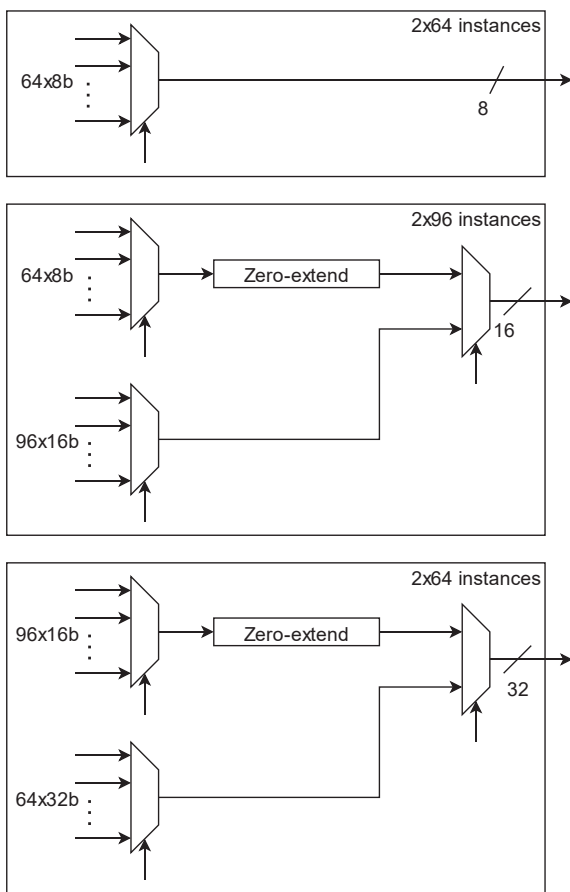 2x64 instances
64x8b
8
2x96 instances
64x8b
Zero-extend
16
96x16b
2x64 instances
96x16b
Zero-extend
32
64x32b